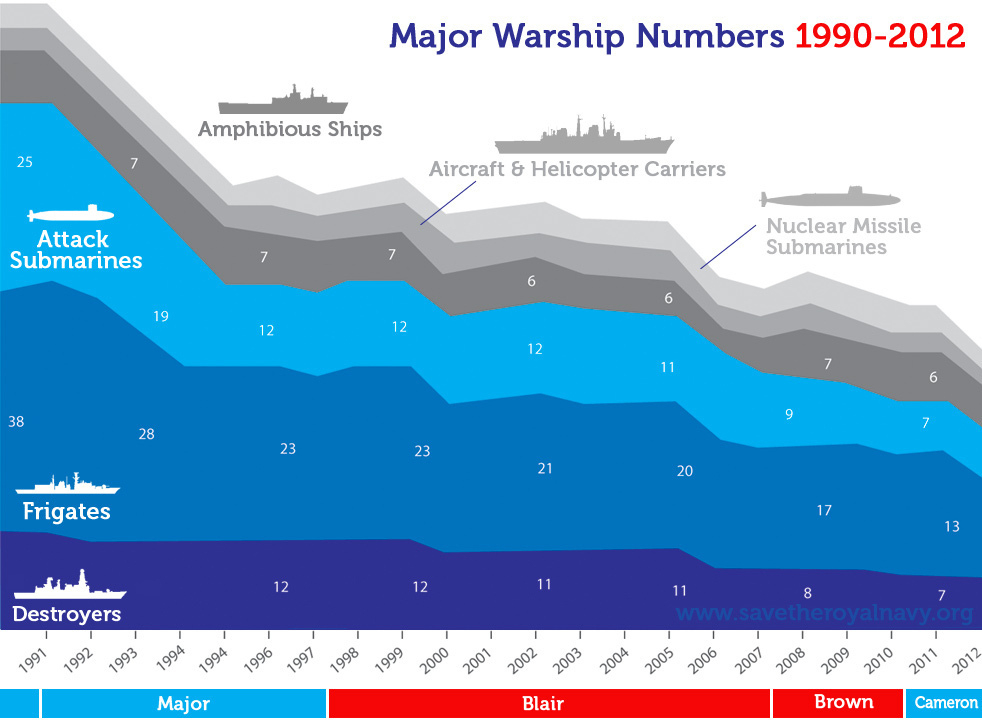 Major Warship Numbers 1990-2012
Amphibious Ships
Aircraft & Helicopter Carriers
Nuclear Missile
Submarines
25
7
Attack
Submarines
7
7
6
6
7
6
19
12
12
12
11
9
7
38
28
23
23
21
20
17
13
Frigates
12
12
11
11
8
7
Destroyers
www.savetheroyalnavy.org
1991 1992 1993 1994 1994 1996 1997 1998 1999 2000 2001 2002 2003 2004 2005 2006 2007 2008 2010 2011 2012
Major Blair Brown Cameron